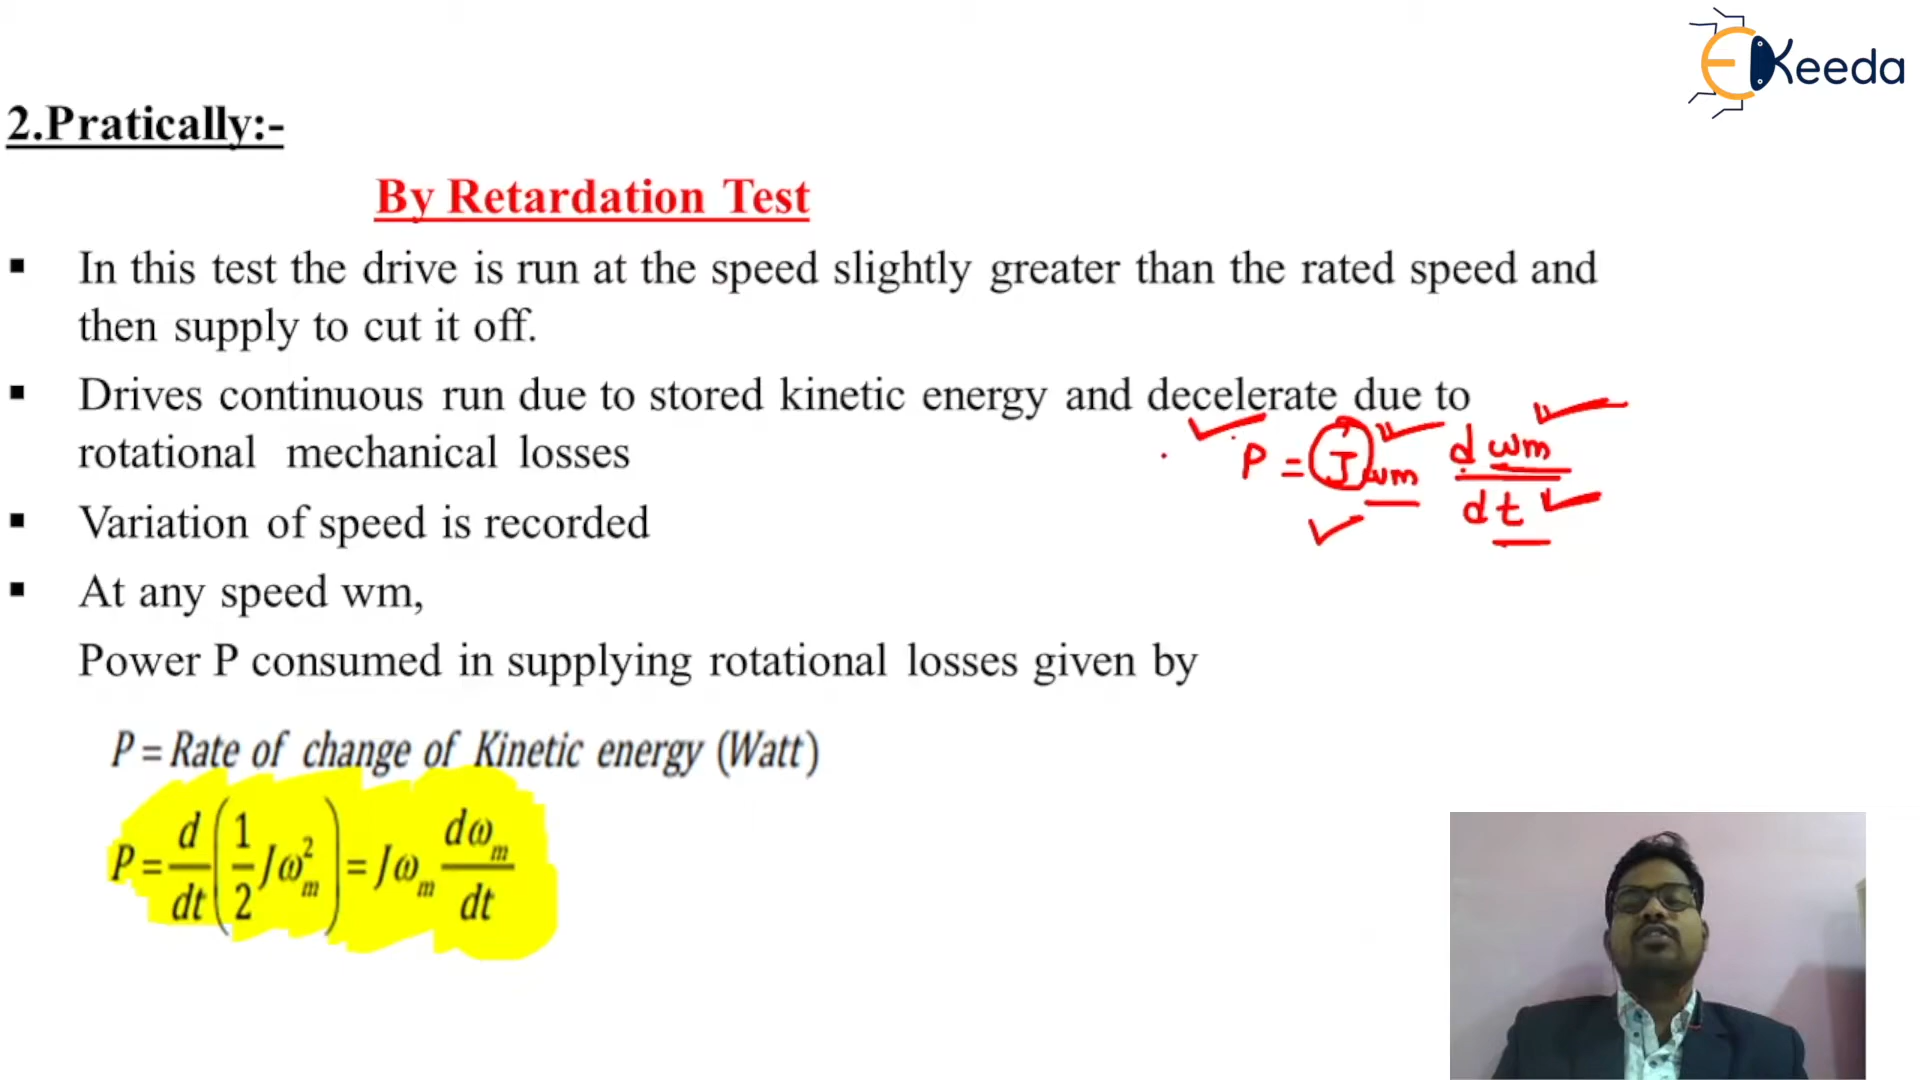 EKeeda
2.Pratically:-
By Retardation Test
▪ In this test the drive is run at the speed slightly greater than the rated speed and
then supply to cut it off.
▪ Drives continuous run due to stored kinetic energy and decelerate due to
rotational mechanical losses
P = J wm d wm / dt
▪ Variation of speed is recorded
▪ At any speed wm,
Power P consumed in supplying rotational losses given by
P = Rate of change of Kinetic energy (Watt)
P = d/dt (1/2 Jω²m) = Jωm dωm/dt